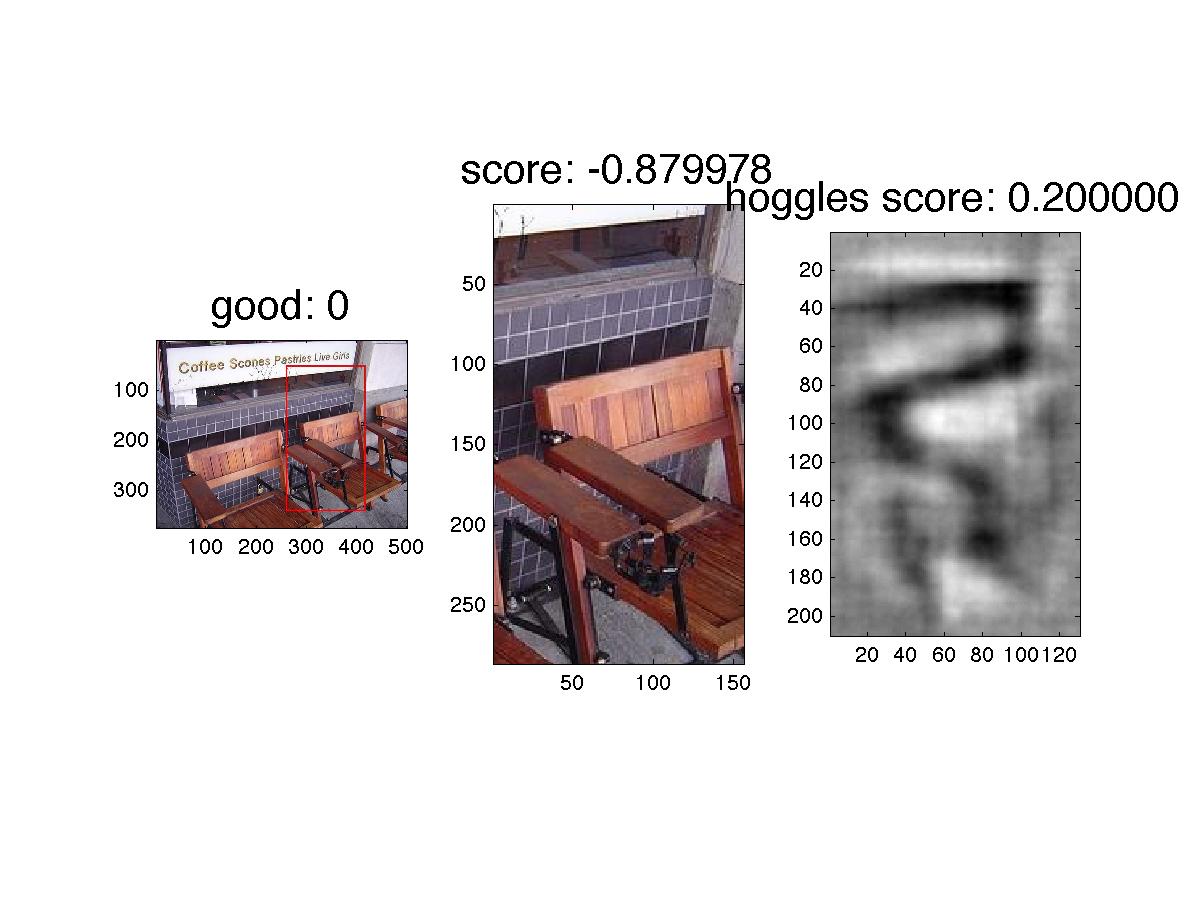 score: -0.879978
hoggles score: 0.200000
good: 0
Coffee Scones Pastries Live Girls
100
200
300
100 200 300 400 500
50
100
150
200
250
50 100 150
20
40
60
80
100
120
140
160
180
200
20 40 60 80 100 120